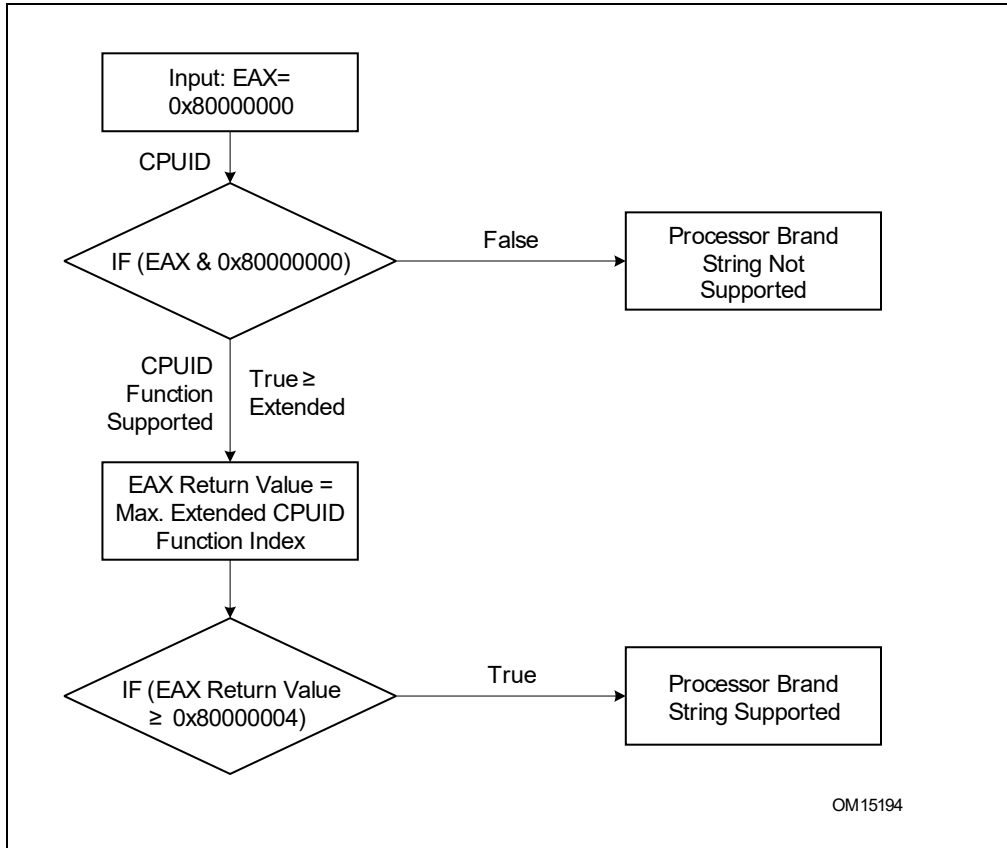 Input: EAX=
0x80000000
CPUID
IF (EAX & 0x80000000)
False
Processor Brand
String Not
Supported
CPUID
Function
Supported
True ≥
Extended
EAX Return Value =
Max. Extended CPUID
Function Index
IF (EAX Return Value
≥ 0x80000004)
True
Processor Brand
String Supported
OM15194